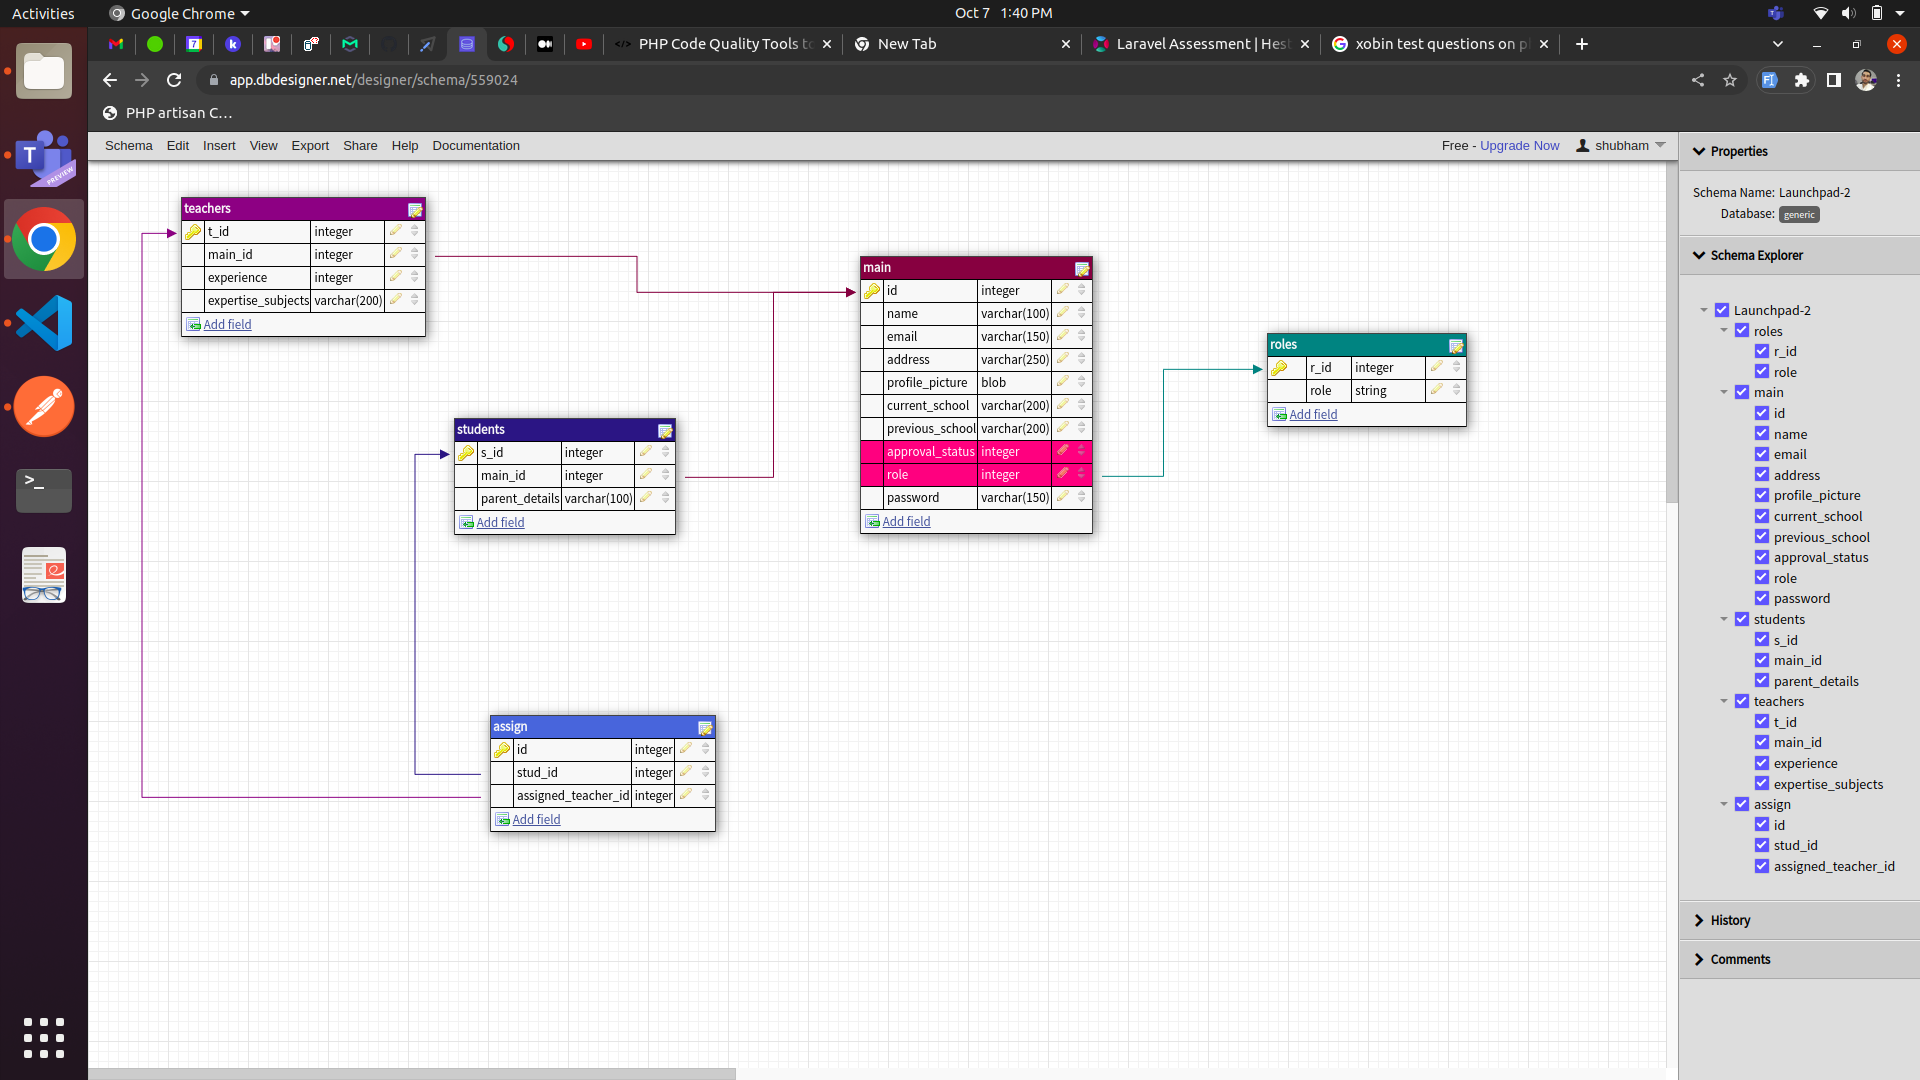 Activities Google Chrome Oct 7 1:40 PM
PHP Code Quality Tools to New Tab Laravel Assessment | Hest xobin test questions on p
app.dbdesigner.net/designer/schema/559024
PHP artisan C...
Schema Edit Insert View Export Share Help Documentation Free - Upgrade Now shubham
teachers
t_id integer
main_id integer
experience integer
expertise_subjects varchar(200)
Add field
main
id integer
name varchar(100)
email varchar(150)
address varchar(250)
profile_picture blob
current_school varchar(200)
previous_school varchar(200)
approval_status integer
role integer
password varchar(150)
Add field
roles
r_id integer
role string
Add field
students
s_id integer
main_id integer
parent_details varchar(100)
Add field
assign
id integer
stud_id integer
assigned_teacher_id integer
Add field
Properties
Schema Name: Launchpad-2
Database: generic
Schema Explorer
Launchpad-2
roles
r_id
role
main
id
name
email
address
profile_picture
current_school
previous_school
approval_status
role
password
students
s_id
main_id
parent_details
teachers
t_id
main_id
experience
expertise_subjects
assign
id
stud_id
assigned_teacher_id
History
Comments
T
PREVIEW
>_